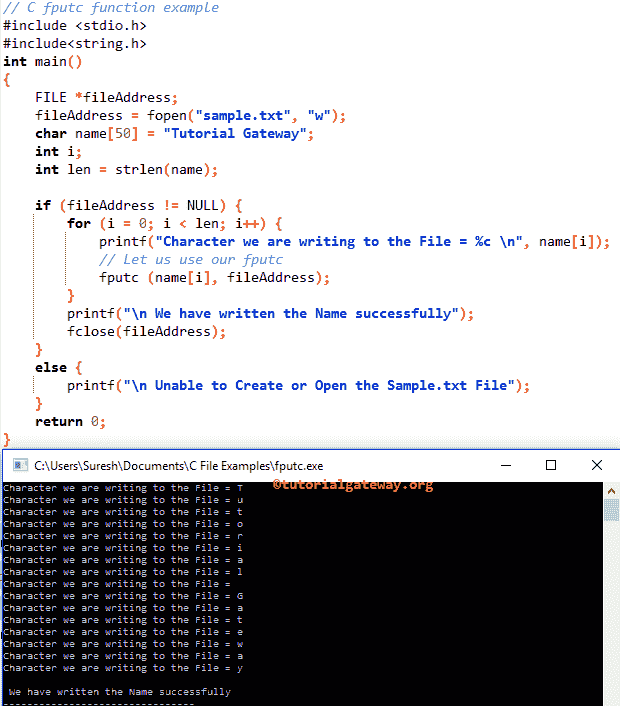 // C fputc function example
#include <stdio.h>
#include<string.h>
int main()
{
    FILE *fileAddress;
    fileAddress = fopen("sample.txt", "w");
    char name[50] = "Tutorial Gateway";
    int i;
    int len = strlen(name);

    if (fileAddress != NULL) {
        for (i = 0; i < len; i++) {
            printf("Character we are writing to the File = %c \n", name[i]);
            // Let us use our fputc
            fputc (name[i], fileAddress);
        }
        printf("\n We have written the Name successfully");
        fclose(fileAddress);
    }
    else {
        printf("\n Unable to Create or Open the Sample.txt File");
    }
    return 0;
}
C:\Users\Suresh\Documents\C File Examples\fputc.exe
©tutorialgateway.org
Character we are writing to the File = T
Character we are writing to the File = u
Character we are writing to the File = t
Character we are writing to the File = o
Character we are writing to the File = r
Character we are writing to the File = i
Character we are writing to the File = a
Character we are writing to the File = l
Character we are writing to the File =
Character we are writing to the File = G
Character we are writing to the File = a
Character we are writing to the File = t
Character we are writing to the File = e
Character we are writing to the File = w
Character we are writing to the File = a
Character we are writing to the File = y

 We have written the Name successfully
--------------------------------